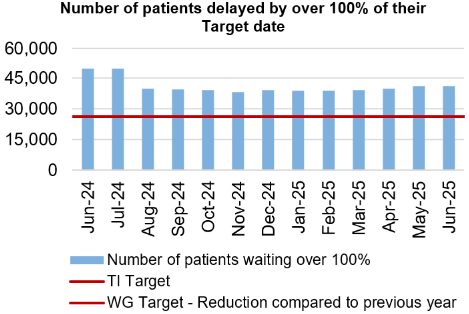 Number of patients delayed by over 100% of their
Target date
60,000
45,000
30,000
15,000
0
Jun-24
Jul-24
Aug-24
Sep-24
Oct-24
Nov-24
Dec-24
Jan-25
Feb-25
Mar-25
Apr-25
May-25
Jun-25
Number of patients waiting over 100%
TI Target
WG Target - Reduction compared to previous year